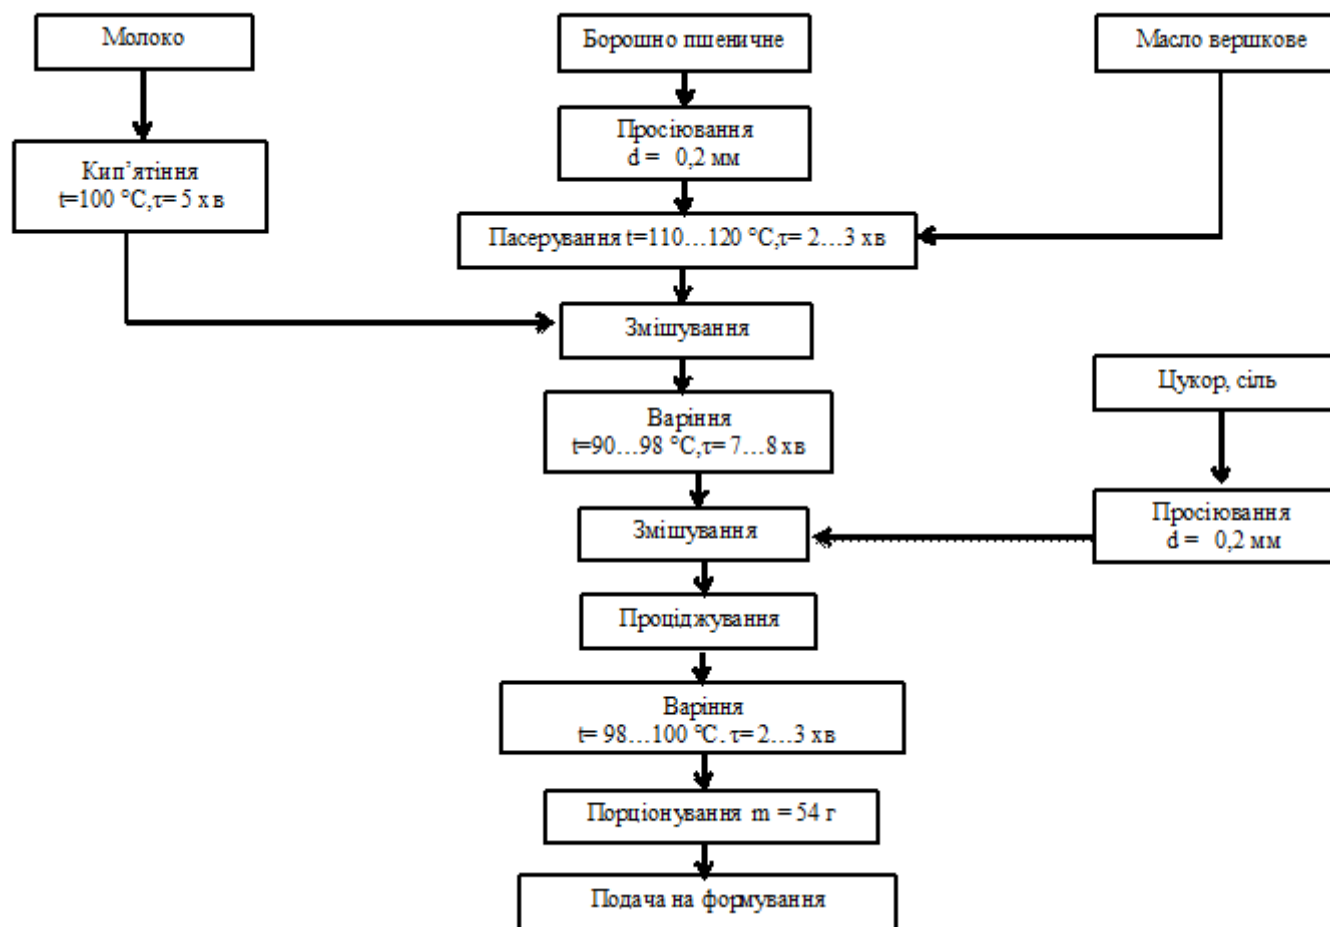 Молоко
Борошно пшеничне
Масло вершкове
Просіювання
d = 0,2 мм
Кип’ятіння
t=100 °C,τ= 5 хв
Пасерування t=110…120 °C,τ= 2…3 хв
Змішування
Цукор, сіль
Варіння
t=90…98 °C,τ= 7…8 хв
Просіювання
d = 0,2 мм
Змішування
Проціджування
Варіння
t= 98…100 °C. τ= 2…3 хв
Порціонування m = 54 г
Подача на формування